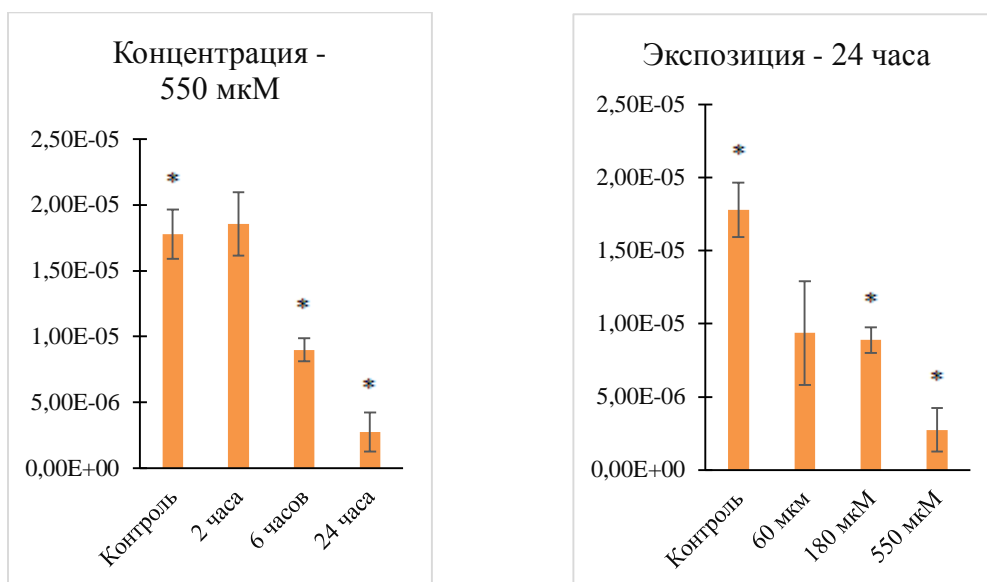 Концентрация -
550 мкМ
2,50E-05
2,00E-05
1,50E-05
1,00E-05
5,00E-06
0,00E+00
*
*
*
Контроль
2 часа
6 часов
24 часа
Экспозиция - 24 часа
2,50E-05
2,00E-05
1,50E-05
1,00E-05
5,00E-06
0,00E+00
*
*
*
Контроль
60 мкм
180 мкМ
550 мкМ